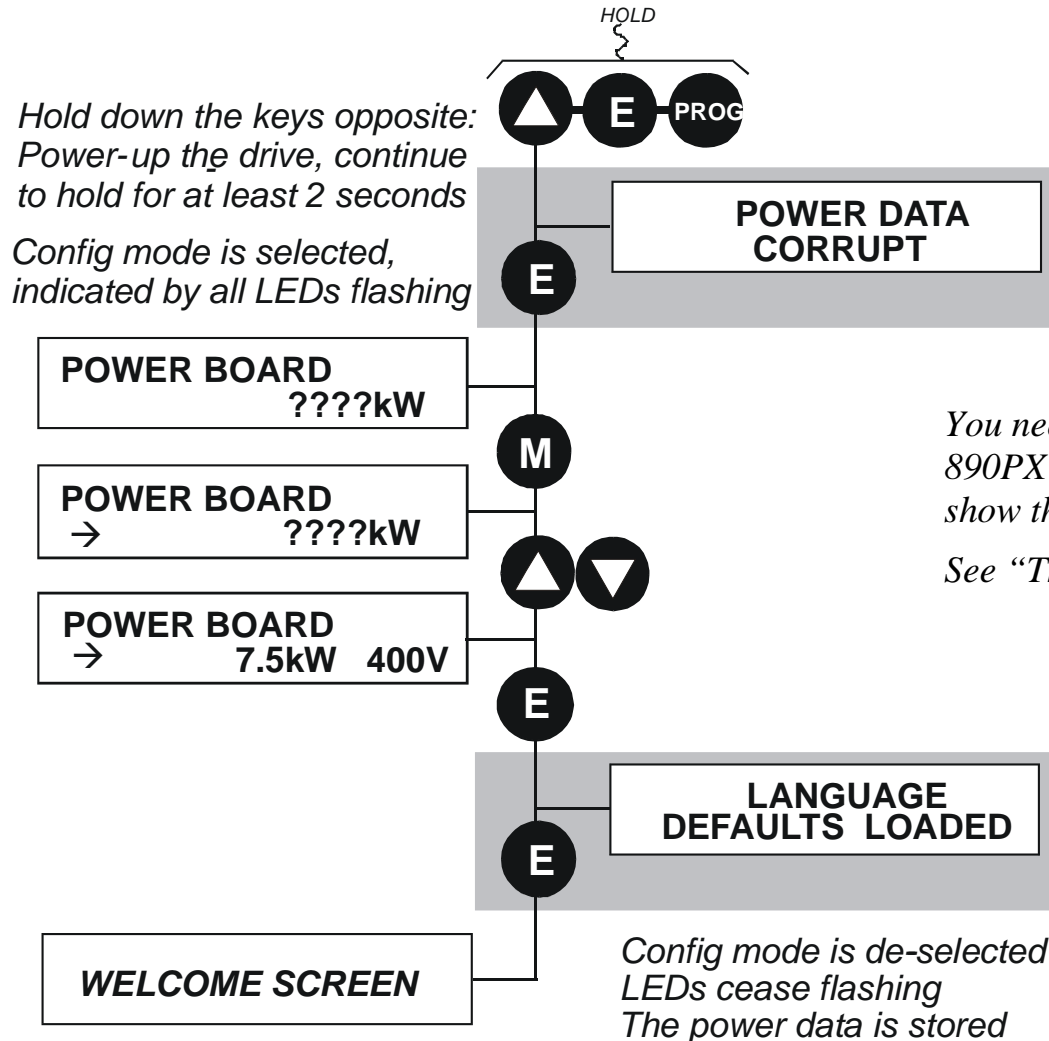 HOLD
E PROG
Hold down the keys opposite:
Power-up the drive, continue
to hold for at least 2 seconds
POWER DATA
CORRUPT
Config mode is selected,
indicated by all LEDs flashing
E
POWER BOARD
????kW
M
POWER BOARD
→ ????kW
890PX
show
See
POWER BOARD
→ 7.5kW 400V
E
LANGUAGE
DEFAULTS LOADED
E
WELCOME SCREEN
Config mode is de-selected
LEDs cease flashing
The power data is stored